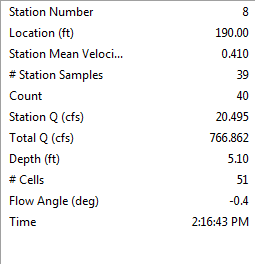 Station Number 8
Location (ft) 190.00
Station Mean Veloci... 0.410
# Station Samples 39
Count 40
Station Q (cfs) 20.495
Total Q (cfs) 766.862
Depth (ft) 5.10
# Cells 51
Flow Angle (deg) -0.4
Time 2:16:43 PM